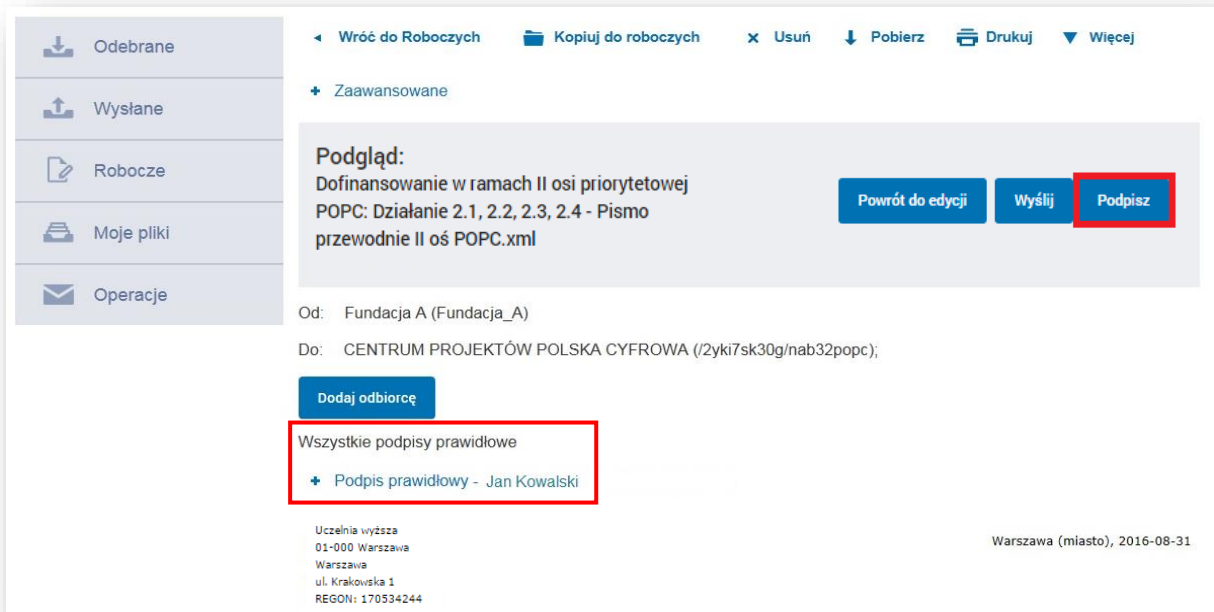 Odebrane
Wysłane
Robocze
Moje pliki
Operacje
Wróć do Roboczych Kopiuj do roboczych Usuń Pobierz Drukuj Więcej
Zaawansowane
Podgląd:
Dofinansowanie w ramach II osi priorytetowej
POPC: Działanie 2.1, 2.2, 2.3, 2.4 - Pismo
przewodnie II oś POPC.xml
Powrót do edycji Wyślij Podpisz
Od: Fundacja A (Fundacja_A)
Do: CENTRUM PROJEKTÓW POLSKA CYFROWA (/2yki7sk30g/nab32popc);
Dodaj odbiorcę
Wszystkie podpisy prawidłowe
Podpis prawidłowy - Jan Kowalski
Uczelnia wyższa
01-000 Warszawa
Warszawa
ul. Krakowska 1
REGON: 170534244
Warszawa (miasto), 2016-08-31